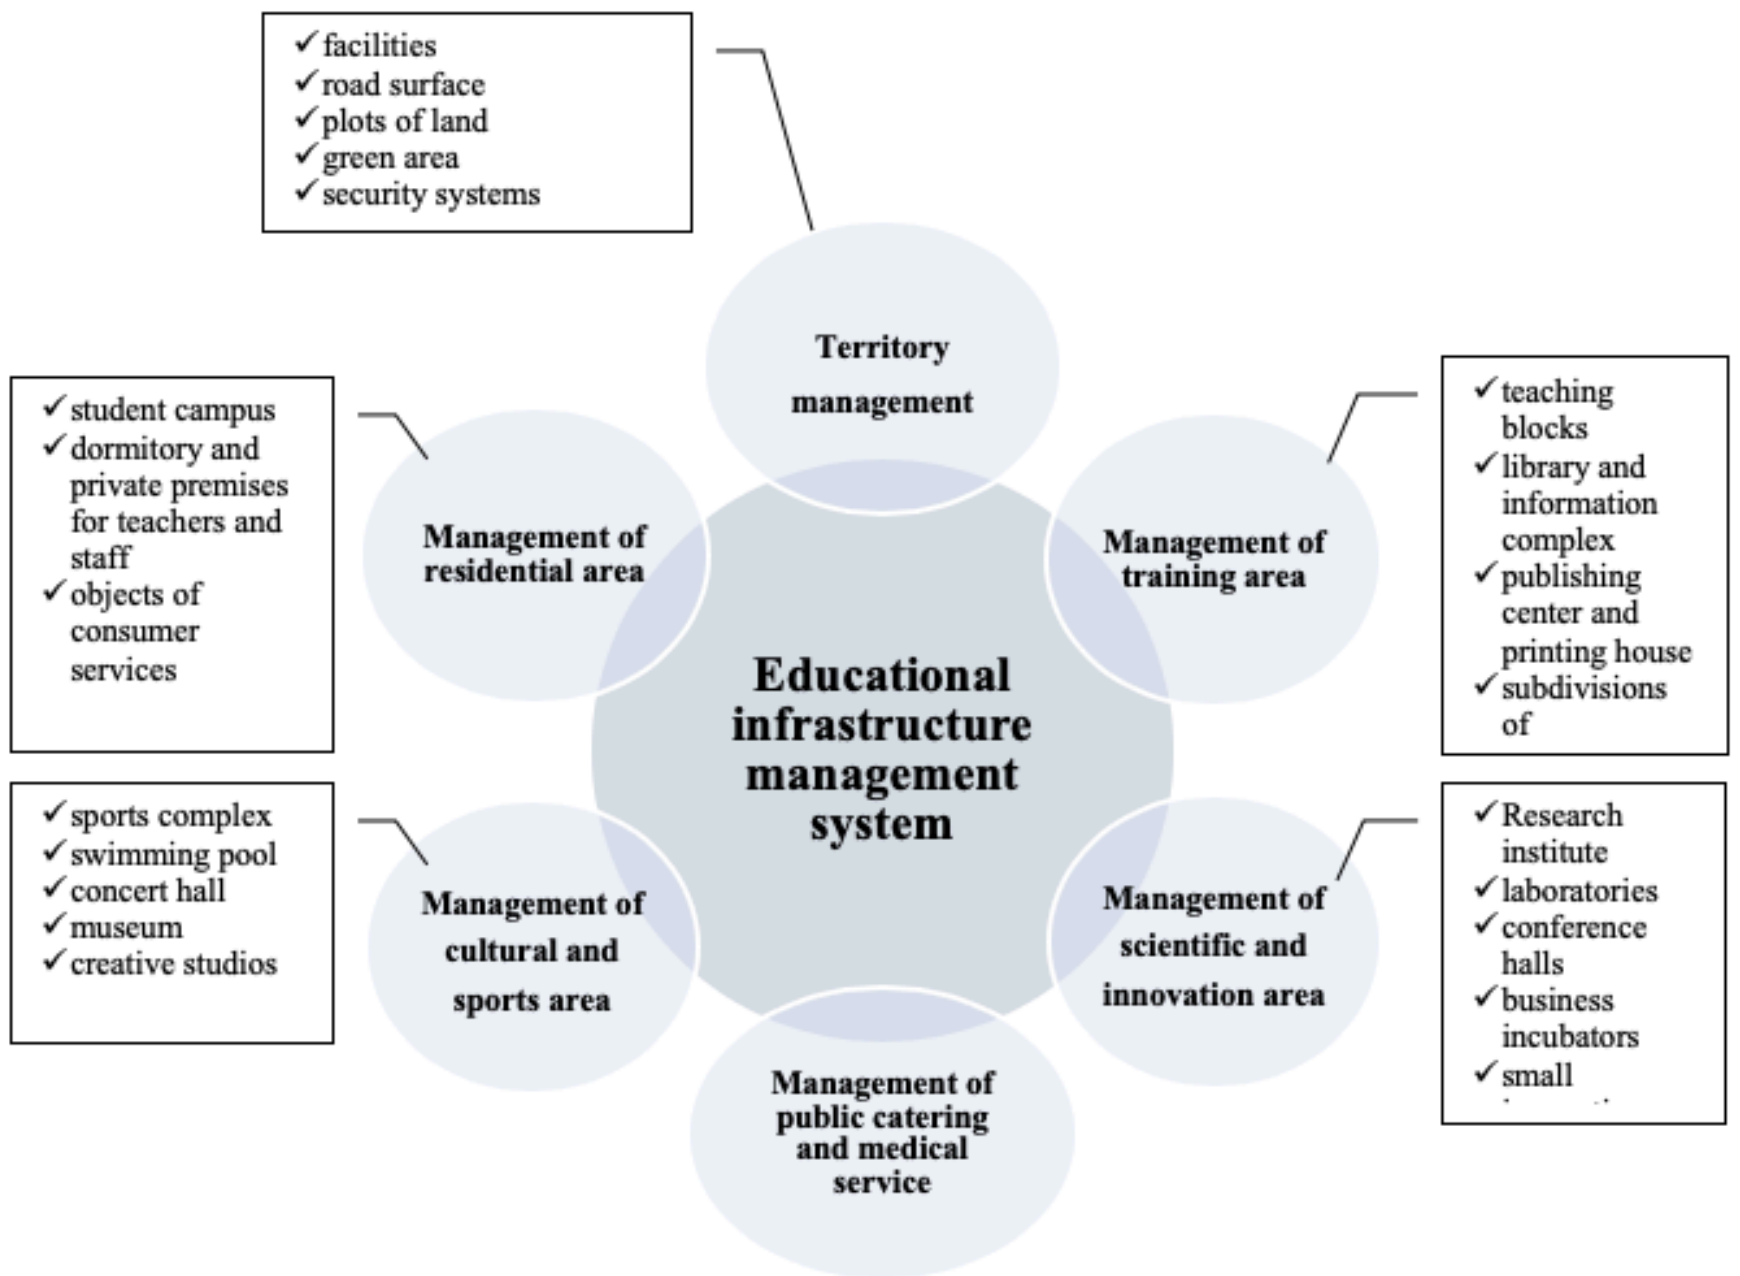 ✓ facilities
✓ road surface
✓ plots of land
✓ green area
✓ security systems
Territory
management
✓ student campus
✓ dormitory and
private premises
for teachers and
staff
✓ objects of
consumer
services
Management of
residential area
Management of
training area
✓ teaching
blocks
✓ library and
information
complex
✓ publishing
center and
printing house
✓ subdivisions
of
Educational
infrastructure
management
system
✓ sports complex
✓ swimming pool
✓ concert hall
✓ museum
✓ creative studios
Management of
cultural and
sports area
Management of
scientific and
innovation area
✓ Research
institute
✓ laboratories
✓ conference
halls
✓ business
incubators
✓ small
Management of
public catering
and medical
service